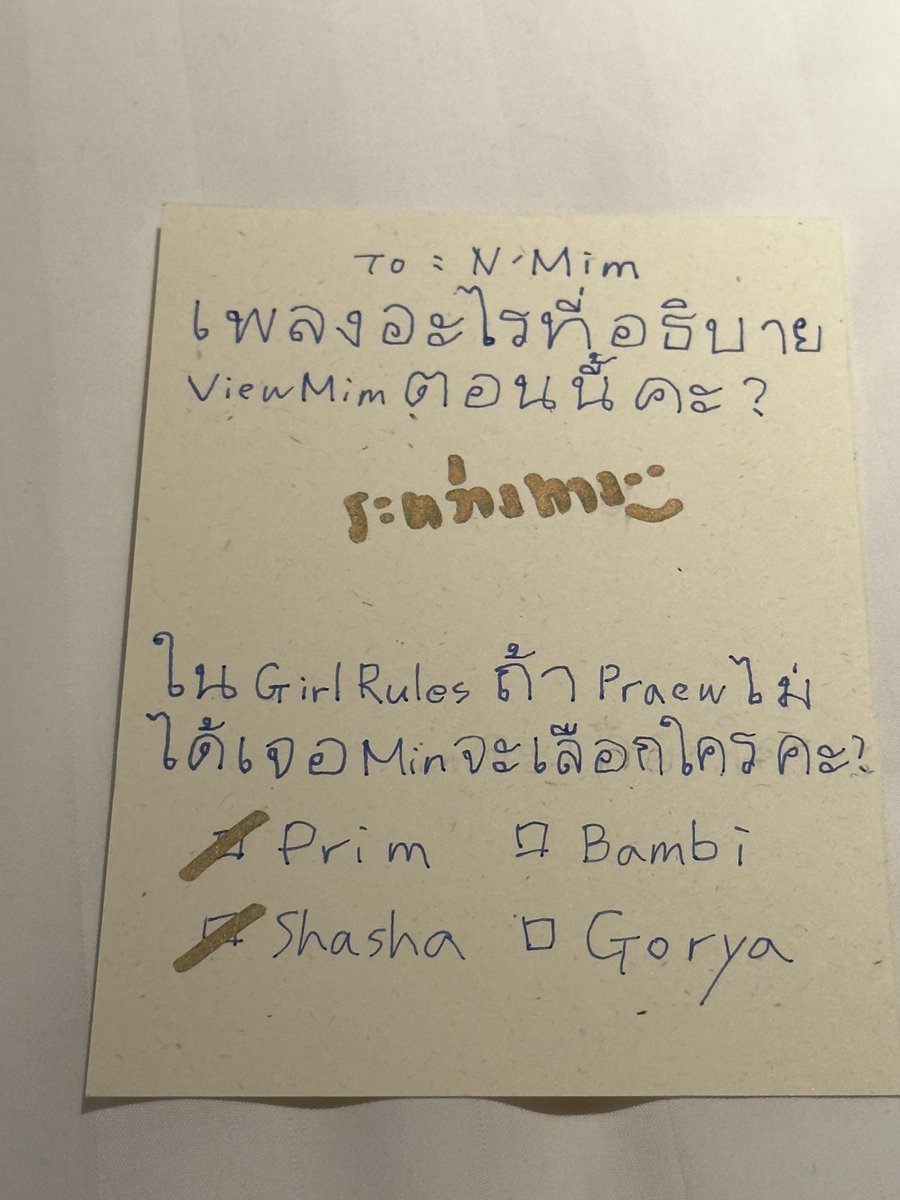 To : N'Mim
เพลงอะไรที่อธิบาย
ViewMim ตอนนี้คะ ?
ระหว่างทาง
ใน Girl Rules ถ้า Praew ไม่
ได้เจอ Min จะเลือกใครคะ?
Prim Bambi
Shasha Gorya